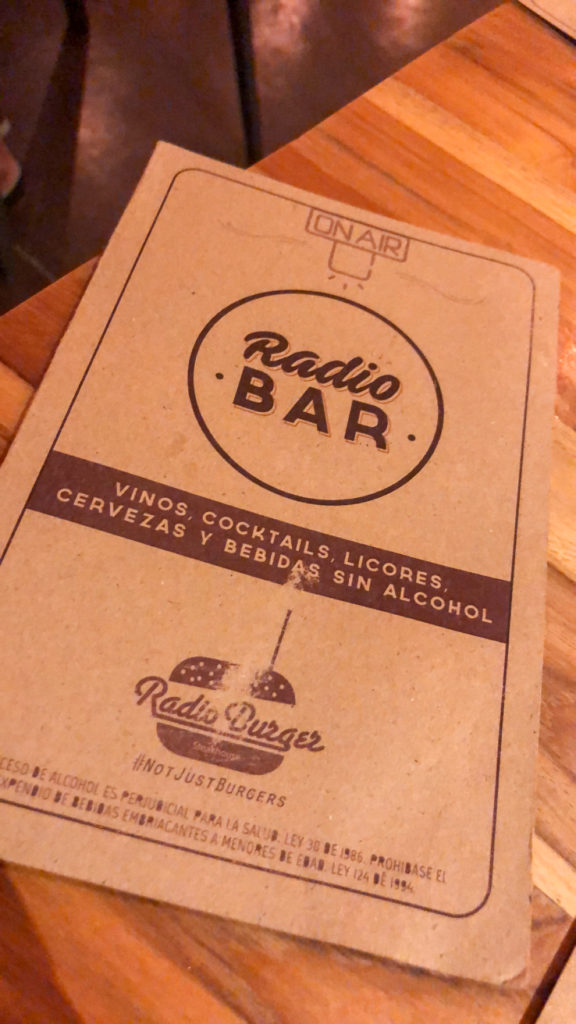 ON AIR
Radio
BAR
VINOS, COCKTAILS, LICORES,
CERVEZAS Y BEBIDAS SIN ALCOHOL
Radio Burger
Steakhouse
#NOTJUSTBURGERS
CESO DE ALCOHOL ES PERJUDICIAL PARA LA SALUD. LEY 30 DE 1986. PROHIBASE EL
EXPENDIO DE BEBIDAS EMBRIAGANTES A MENORES DE EDAD. LEY 124 DE 1994.